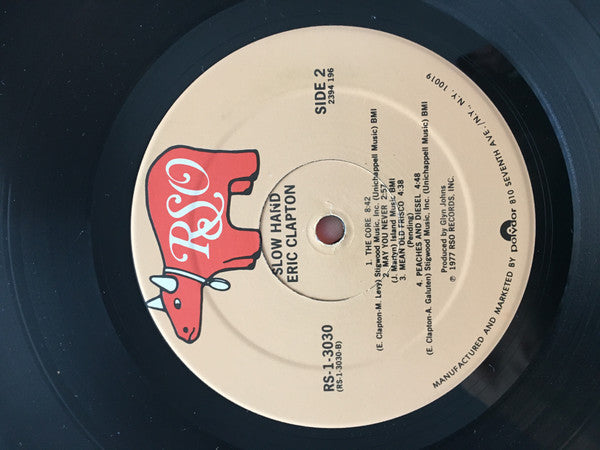 RSO
SLOW HAND
ERIC CLAPTON
RS-1-3030
(RS-1-3030-B)
SIDE 2
2394 196
1. THE CORE 8:42
(E. Clapton-M. Levy) Stigwood Music, Inc. (Unichappell Music) BMI
2. MAY YOU NEVER 2:57
(J. Martyn) Island Music BMI
3. MEAN OLD FRISCO 4:38
(Pending)
4. PEACHES AND DIESEL 4:48
(E. Clapton-A. Galuten) Stigwood Music, Inc. (Unichappell Music) BMI
Produced by Glyn Johns
℗ 1977 RSO RECORDS, INC.
MANUFACTURED AND MARKETED BY polydor 810 SEVENTH AVE./N.Y., N.Y. 10019